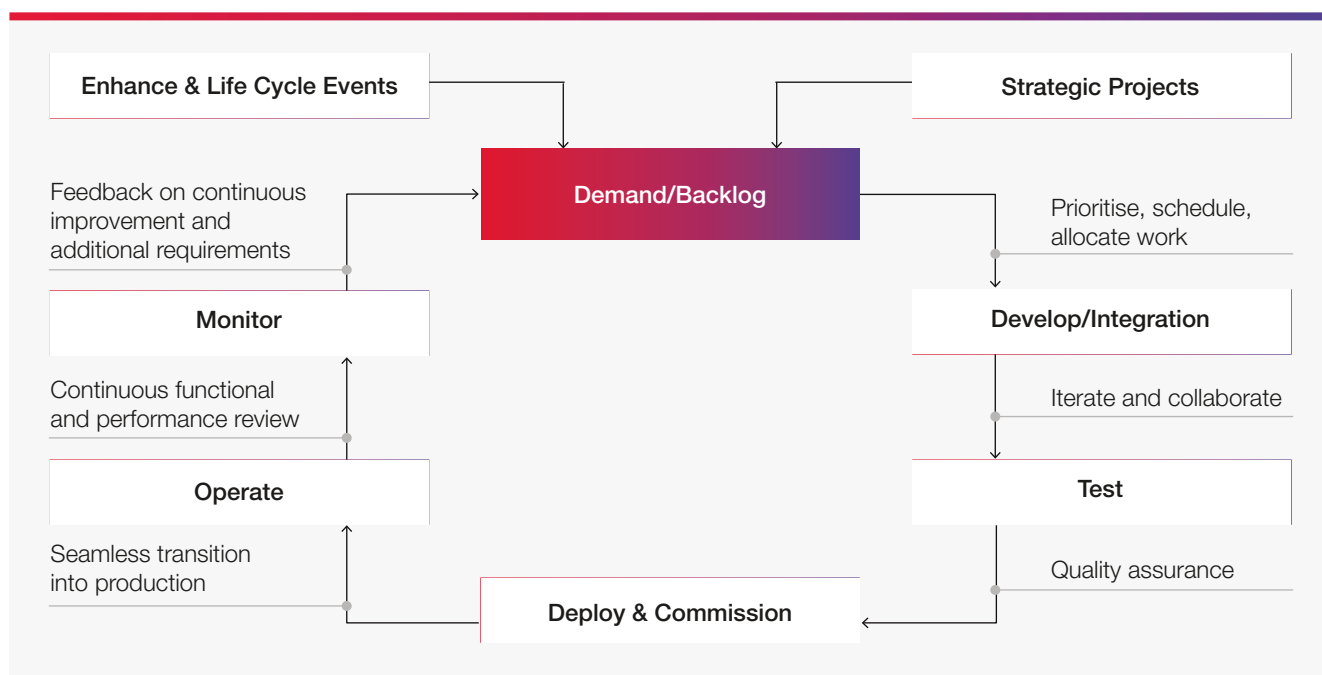 Enhance & Life Cycle Events
Strategic Projects
Demand/Backlog
Feedback on continuous
improvement and
additional requirements
Prioritise, schedule,
allocate work
Monitor
Develop/Integration
Continuous functional
and performance review
Iterate and collaborate
Operate
Test
Seamless transition
into production
Quality assurance
Deploy & Commission